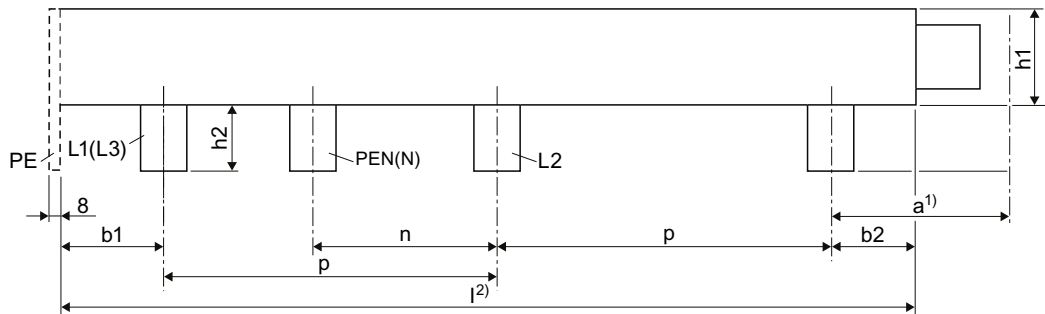 h1
h2
L1(L3)
PEN(N)
L2
PE
8
a¹⁾
b1
n
p
b2
p
l²⁾